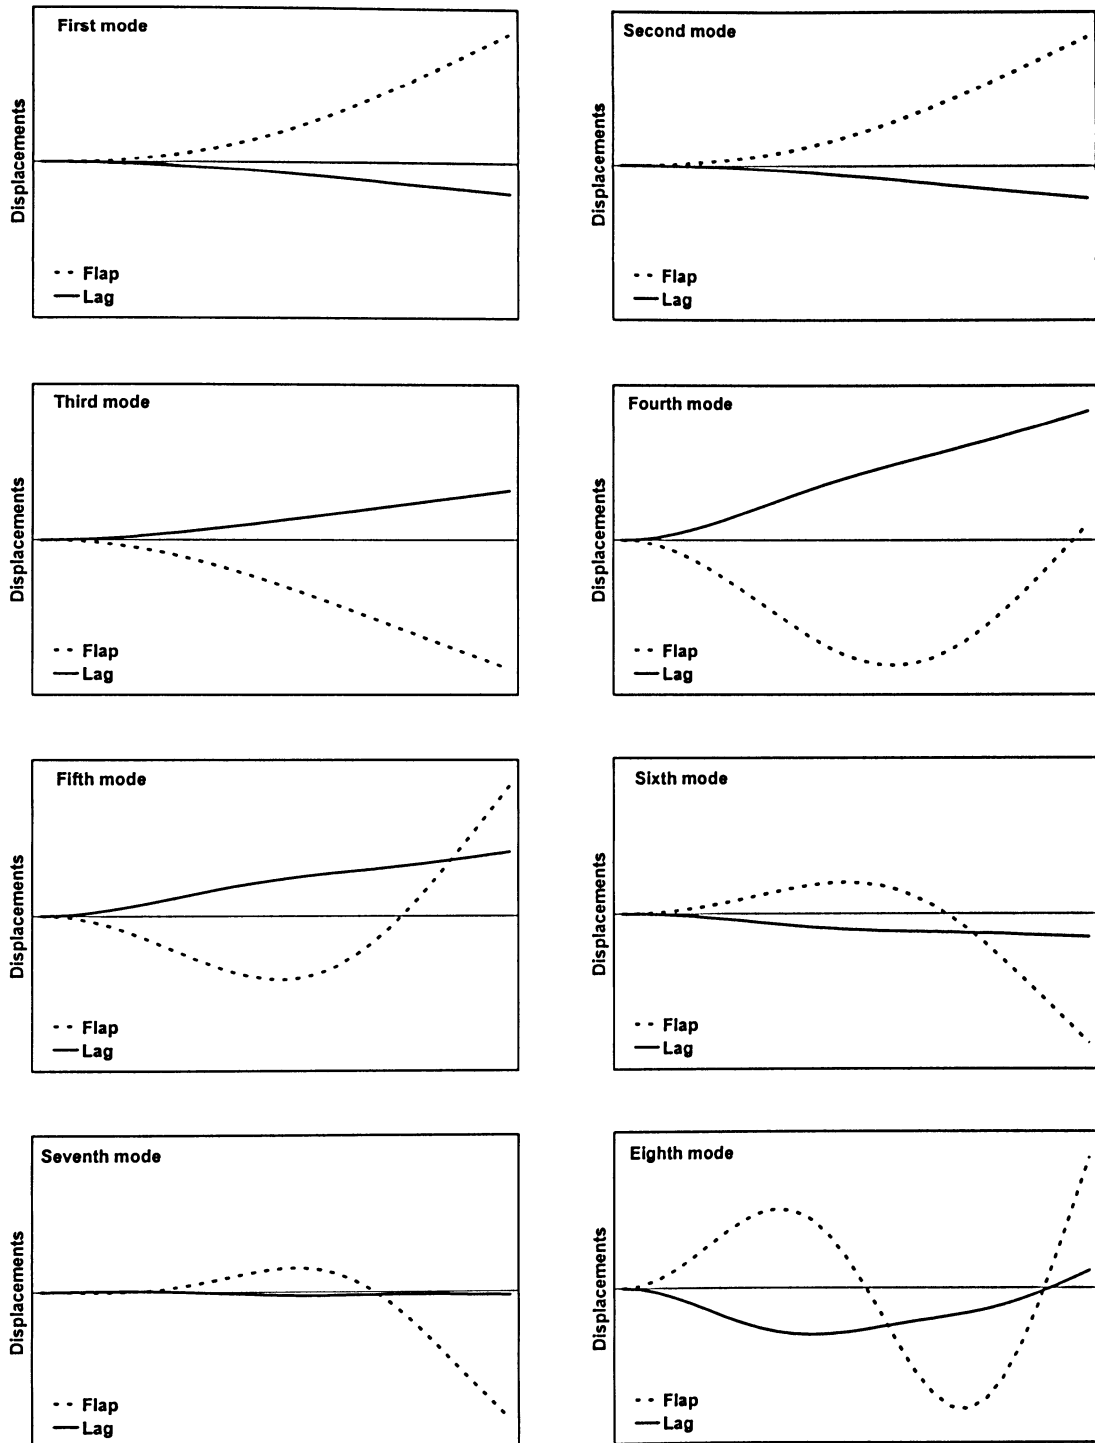 First mode
Displacements
Flap
Lag
Second mode
Displacements
Flap
Lag
Third mode
Displacements
Flap
Lag
Fourth mode
Displacements
Flap
Lag
Fifth mode
Displacements
Flap
Lag
Sixth mode
Displacements
Flap
Lag
Seventh mode
Displacements
Flap
Lag
Eighth mode
Displacements
Flap
Lag